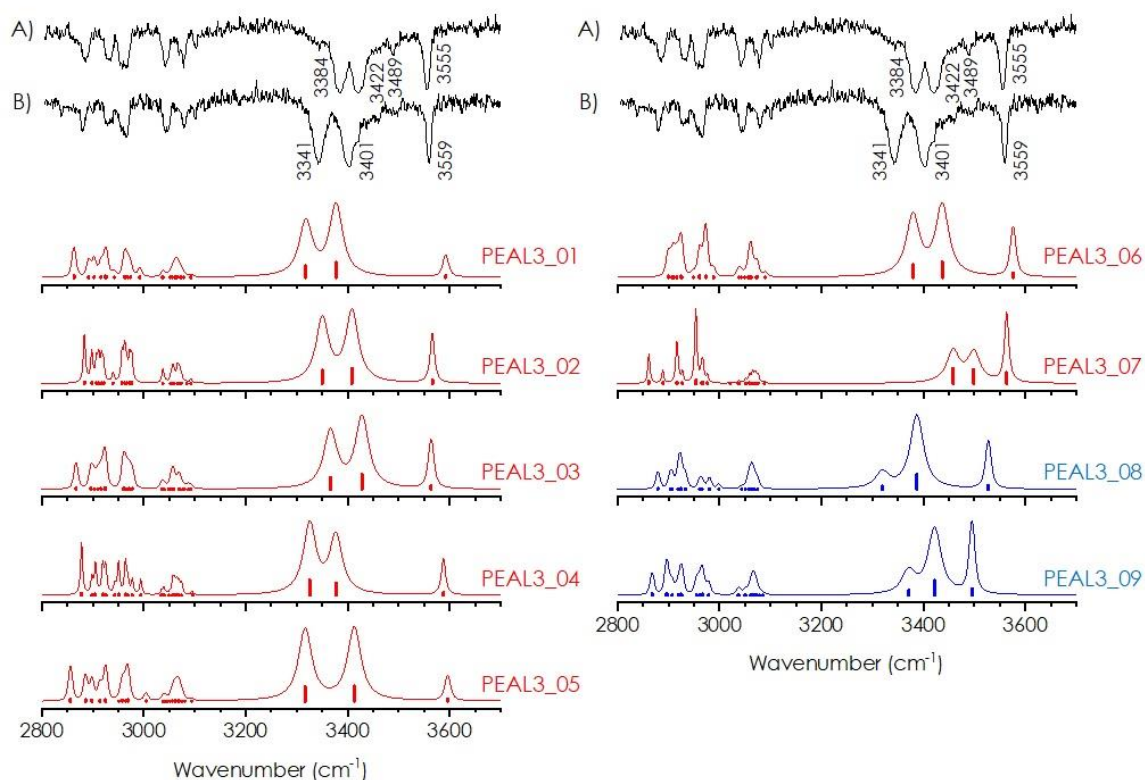 A)
3384
3422
3489
3555
B)
3341
3401
3559
PEAL3_01
PEAL3_02
PEAL3_03
PEAL3_04
PEAL3_05
2800 3000 3200 3400 3600
Wavenumber (cm-1)
A)
3384
3422
3489
3555
B)
3341
3401
3559
PEAL3_06
PEAL3_07
PEAL3_08
PEAL3_09
2800 3000 3200 3400 3600
Wavenumber (cm-1)